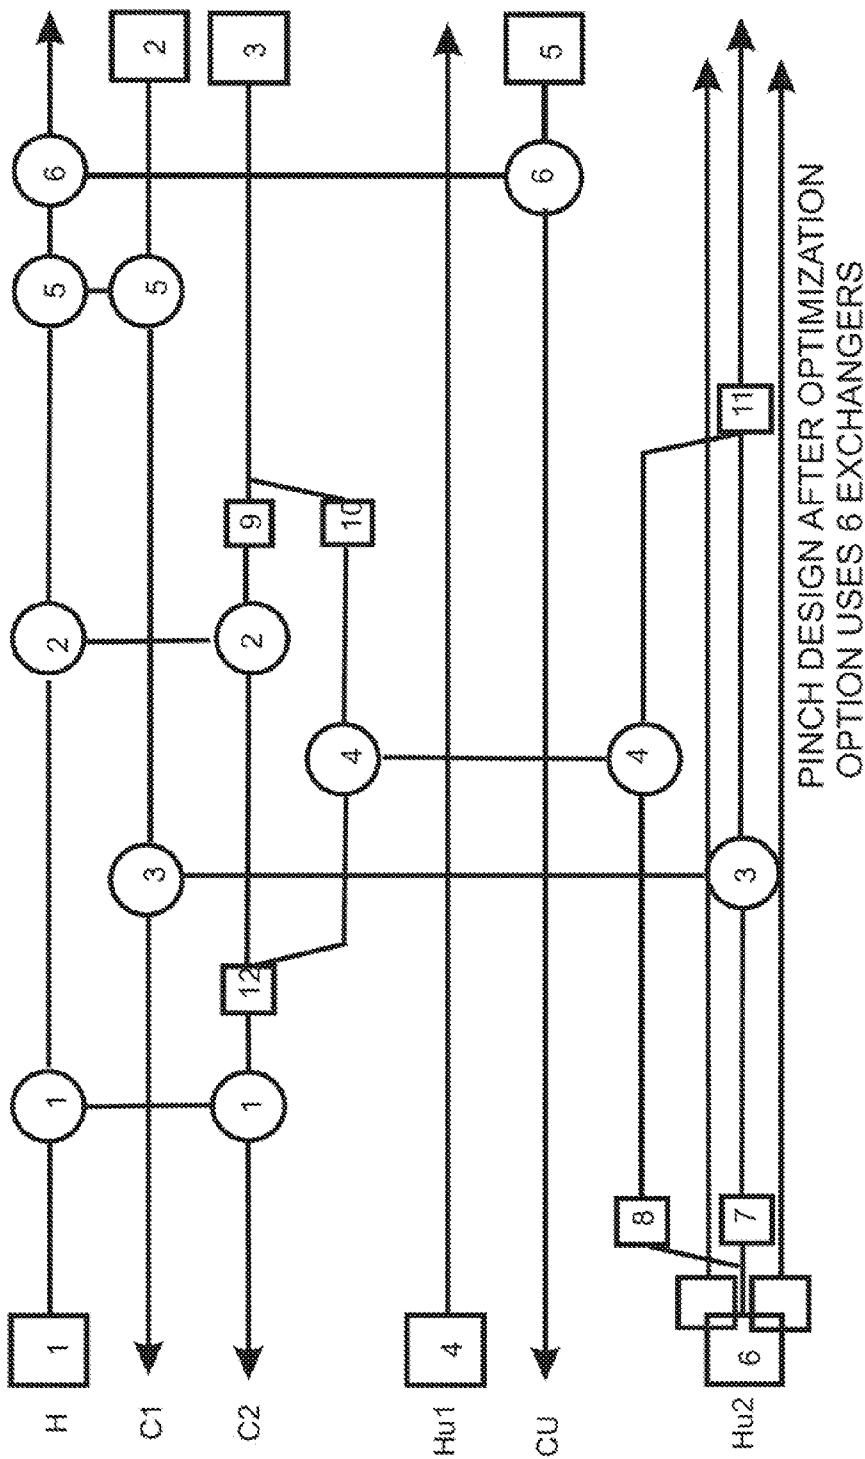 H 1 1 2 5 6
C1 3 5 2
C2 1 12 2 9 3
4 10
Hu1 4
CU 6 5
8 4
Hu2 6 7 3 11
PINCH DESIGN AFTER OPTIMIZATION
OPTION USES 6 EXCHANGERS